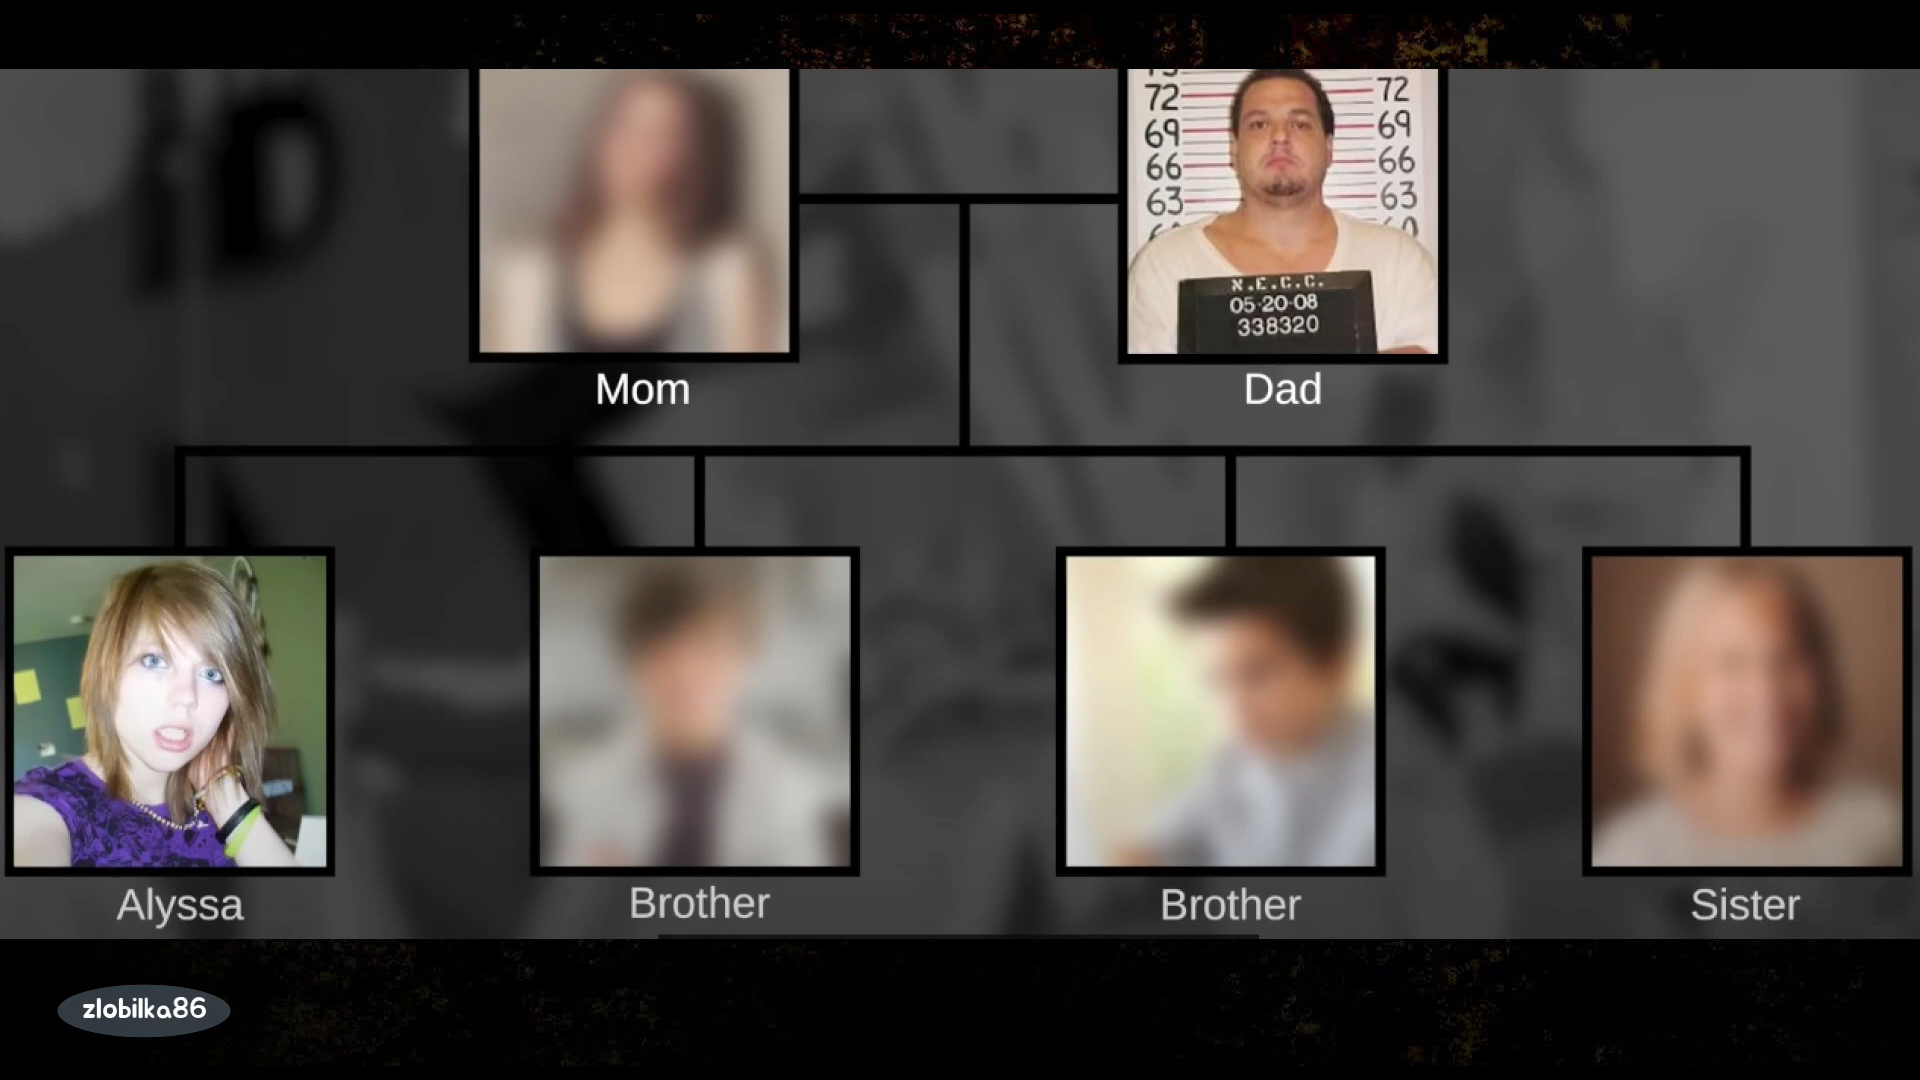 72 72
69 69
66 66
63 63
N.E.C.C.
05-20-08
338320
Mom Dad
Alyssa Brother Brother Sister
zlobilka86